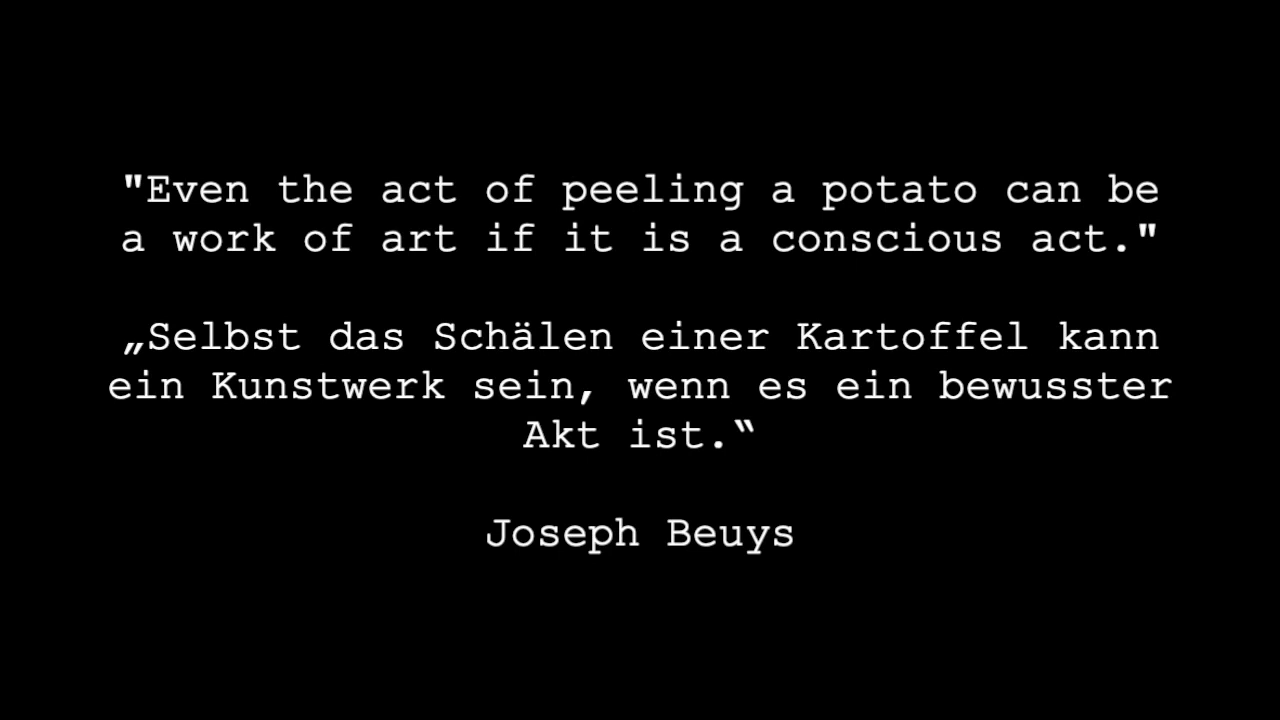 "Even the act of peeling a potato can be
a work of art if it is a conscious act."
„Selbst das Schälen einer Kartoffel kann
ein Kunstwerk sein, wenn es ein bewusster
Akt ist.“
Joseph Beuys